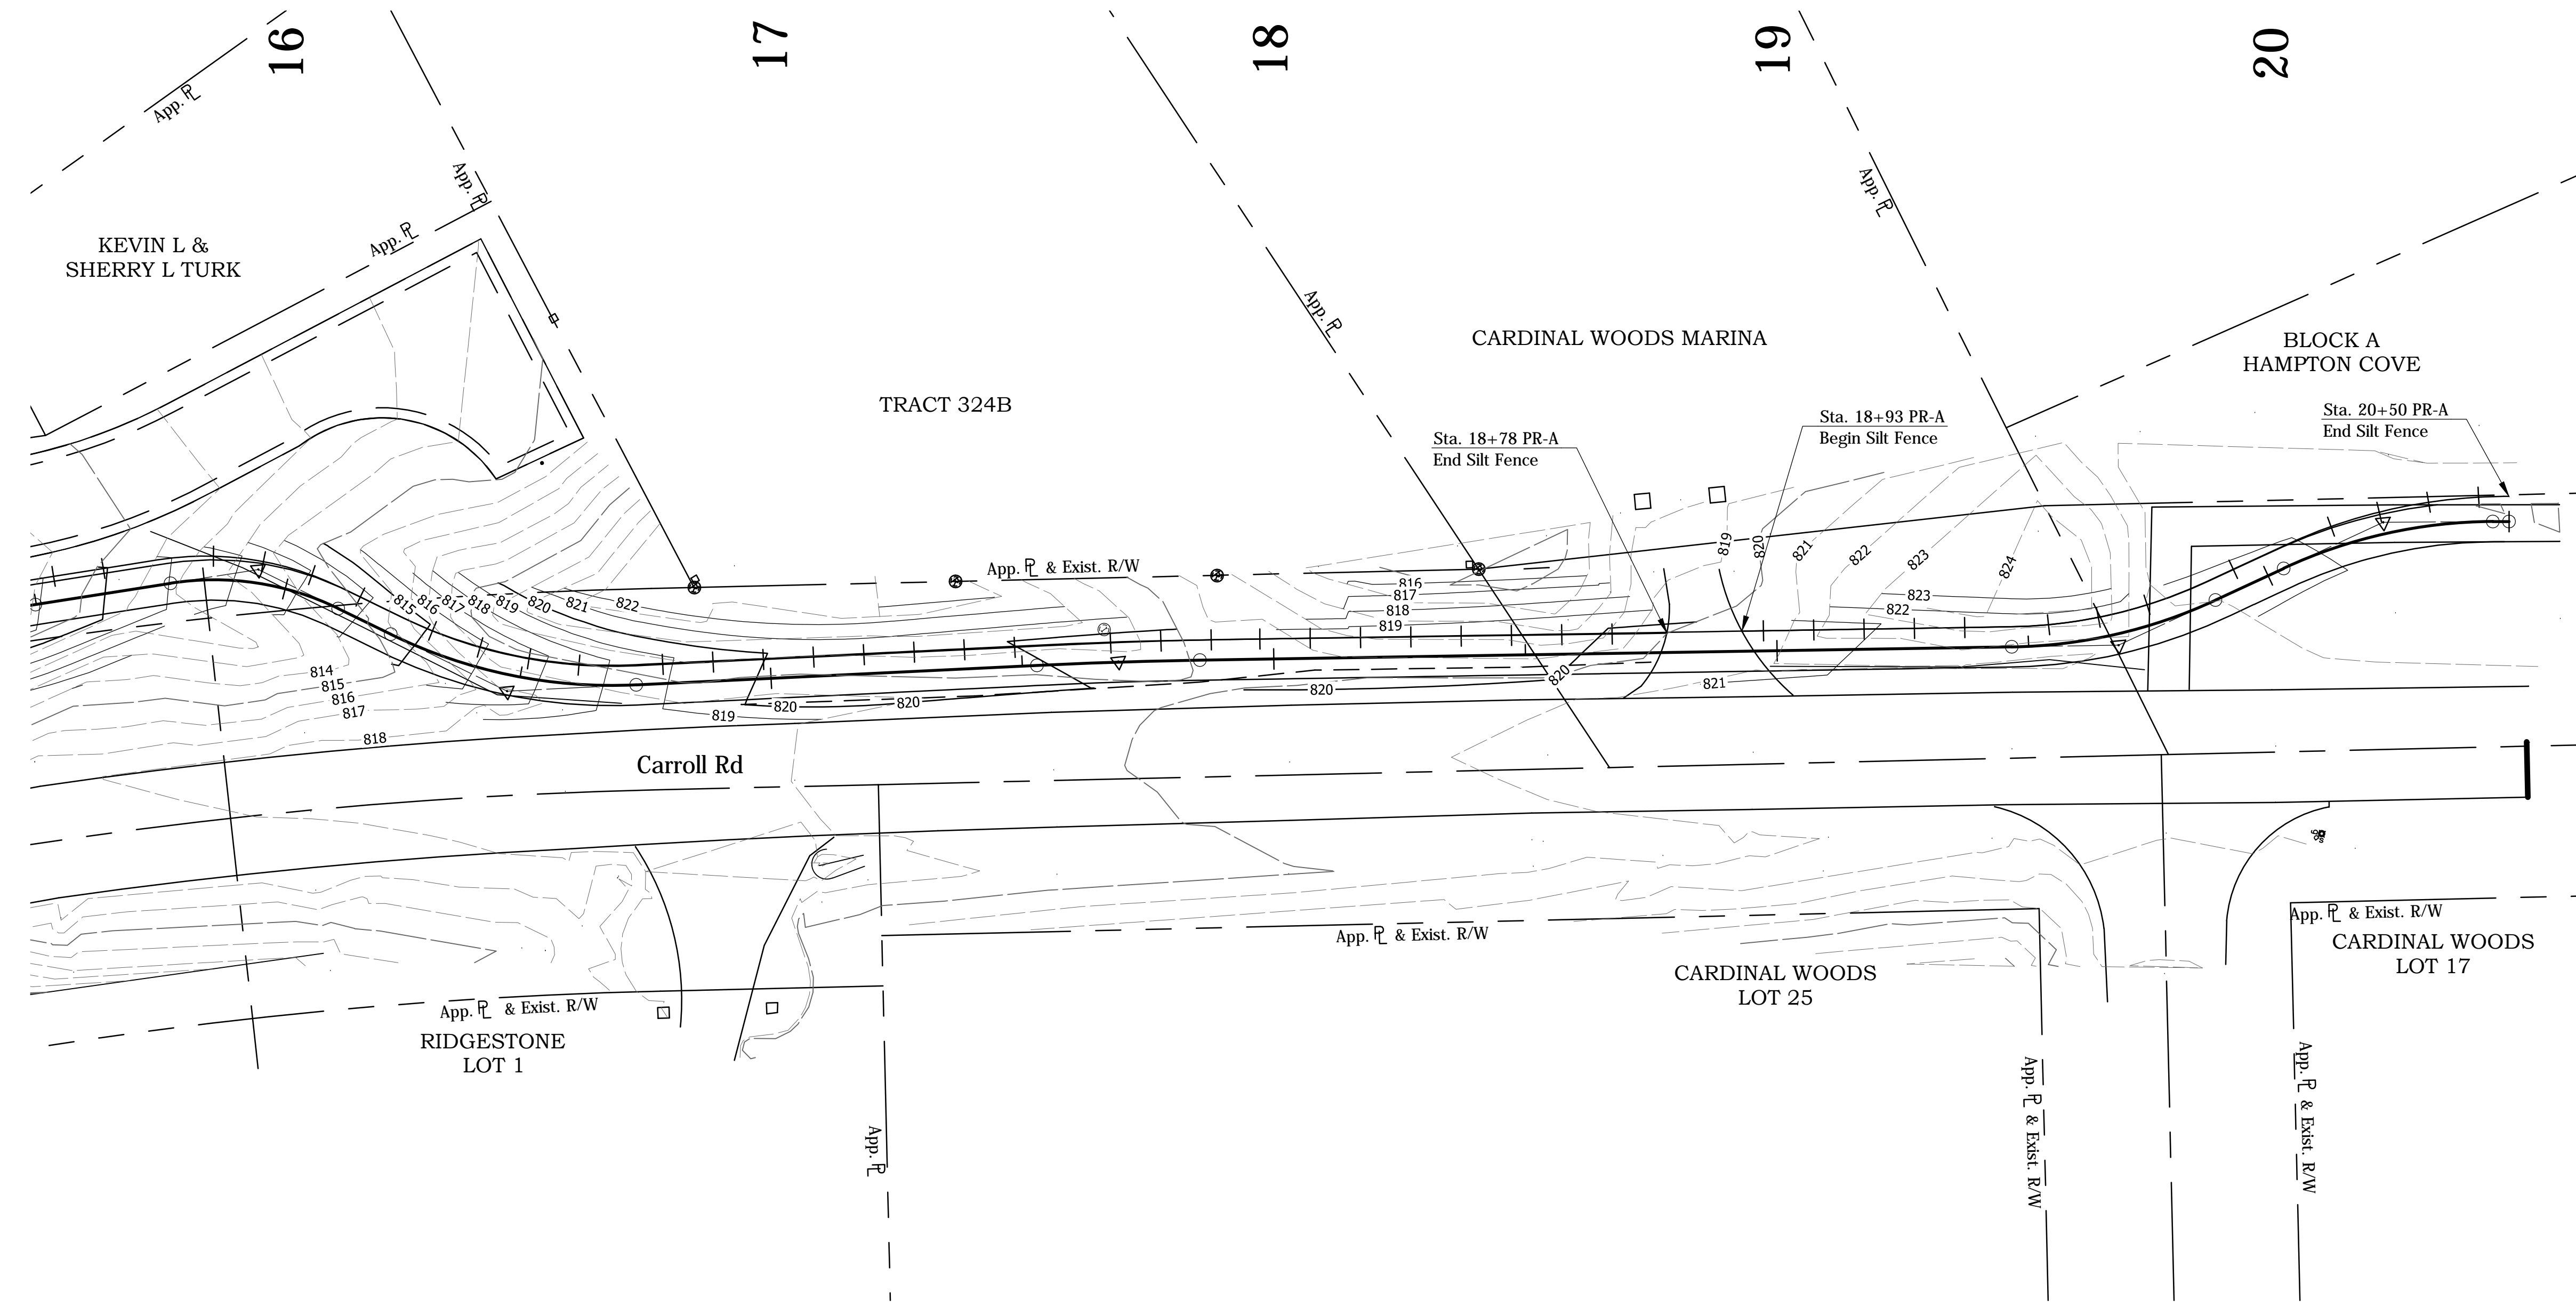 16
17
18
19
20
App. PL
App. PL
App. PL
App. PL
App. PL
KEVIN L &
SHERRY L TURK
TRACT 324B
CARDINAL WOODS MARINA
BLOCK A
HAMPTON COVE
Sta. 18+78 PR-A
End Silt Fence
Sta. 18+93 PR-A
Begin Silt Fence
Sta. 20+50 PR-A
End Silt Fence
App. PL & Exist. R/W
815
816
817
818
819
820
821
822
816
817
818
819
819
820
821
822
823
824
823
822
814
815
816
817
818
819
820
820
820
820
821
Carroll Rd
App. PL & Exist. R/W
App. PL & Exist. R/W
App. PL & Exist. R/W
RIDGESTONE
LOT 1
CARDINAL WOODS
LOT 25
CARDINAL WOODS
LOT 17
App. PL
App. PL & Exist. R/W
App. PL & Exist. R/W